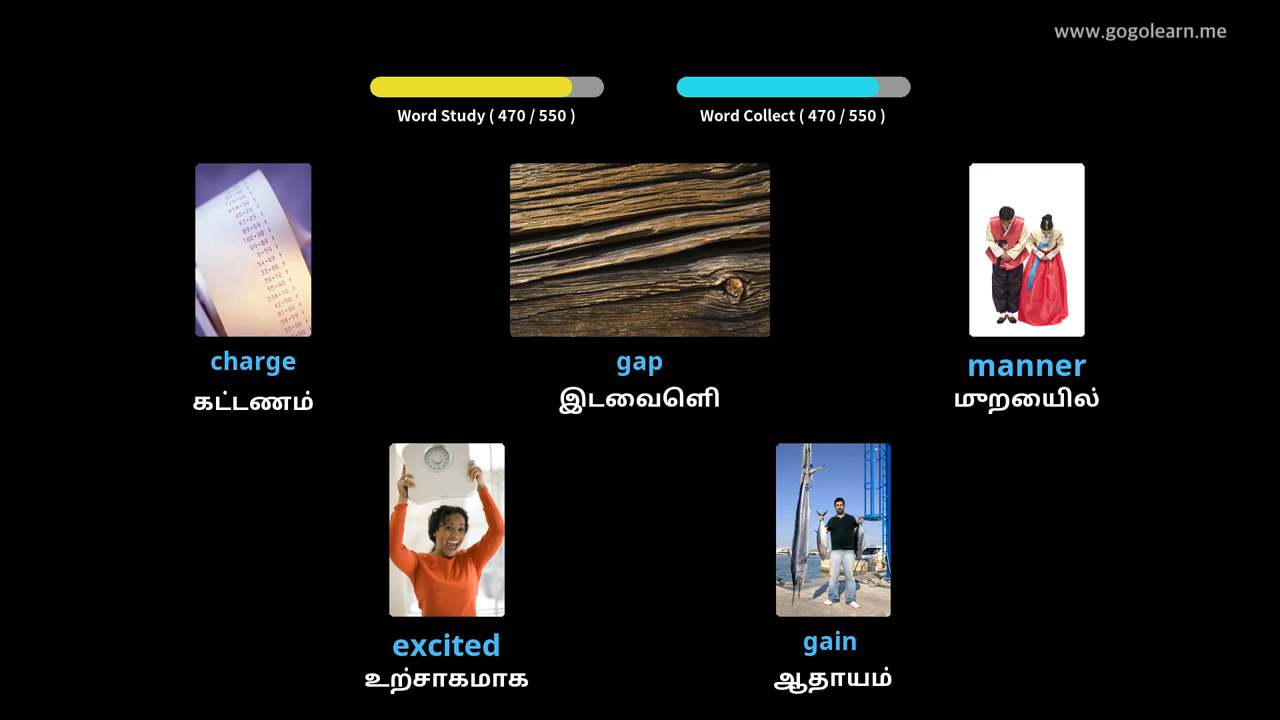 www.gogolearn.me
Word Study ( 470 / 550 )
Word Collect ( 470 / 550 )
charge
கட்டணம்
gap
இடைவெளி
manner
முறையில்
excited
உற்சாகமாக
gain
ஆதாயம்